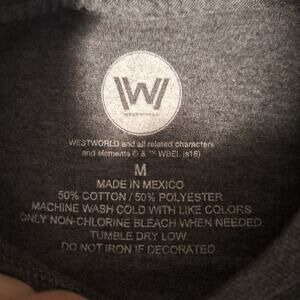 W
WESTWORLD
WESTWORLD and all related characters
and elements © & ™ WBEI. (s16)
M
MADE IN MEXICO
50% COTTON / 50% POLYESTER
MACHINE WASH COLD WITH LIKE COLORS
ONLY NON-CHLORINE BLEACH WHEN NEEDED.
TUMBLE DRY LOW.
DO NOT IRON IF DECORATED